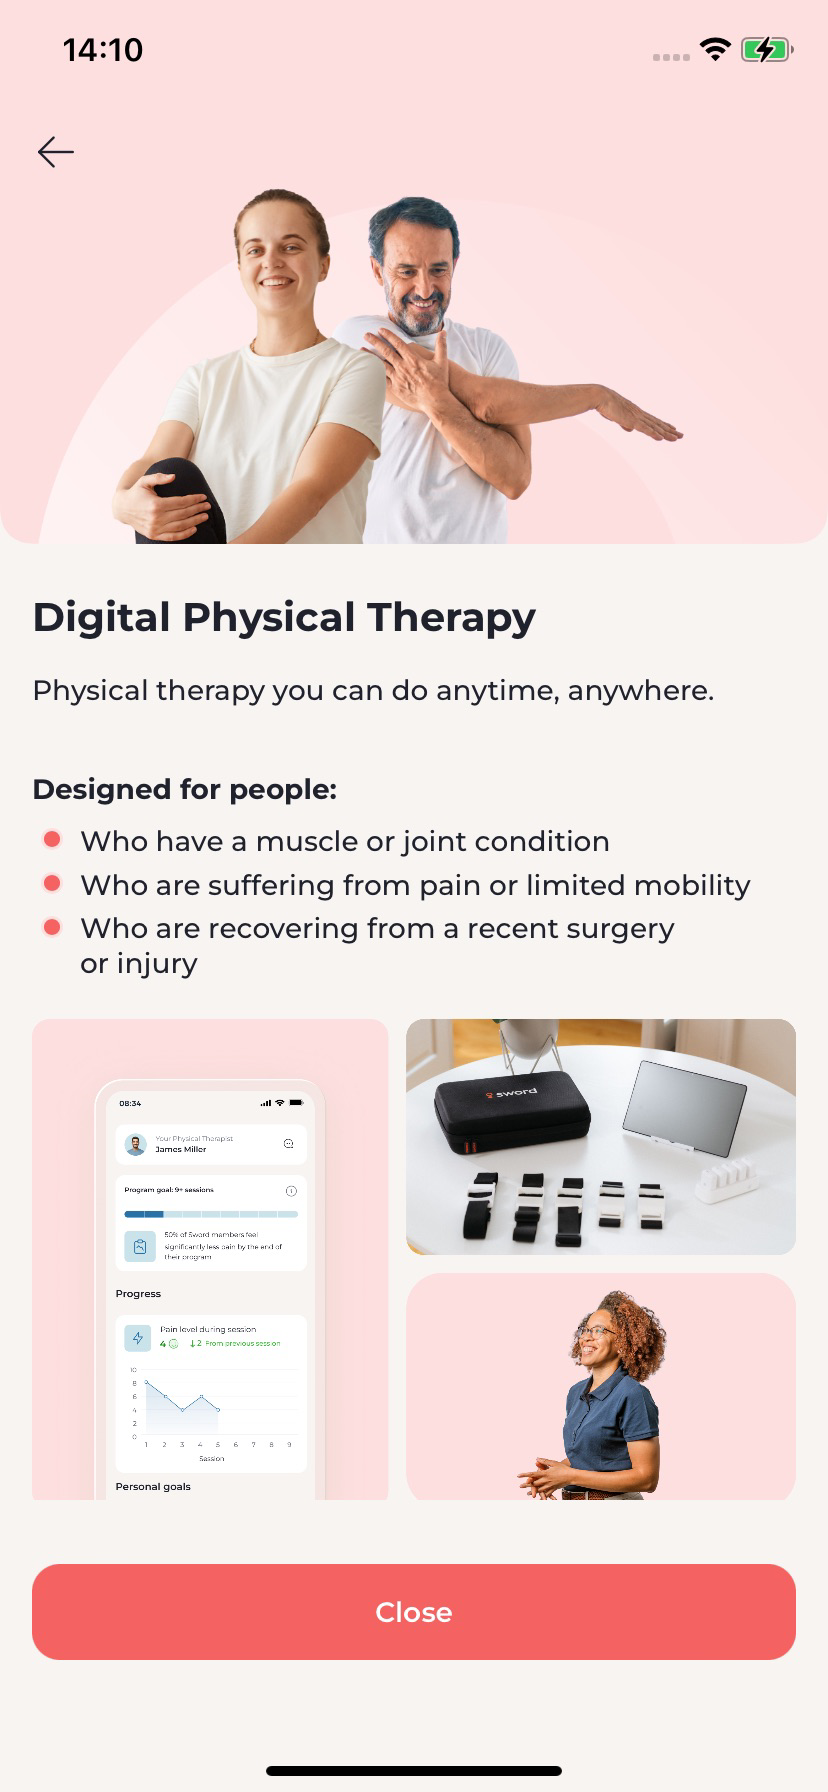 14:10
Digital Physical Therapy
Physical therapy you can do anytime, anywhere.
Designed for people:
Who have a muscle or joint condition
Who are suffering from pain or limited mobility
Who are recovering from a recent surgery
or injury
08:34
Your Physical Therapist
James Miller
Program goal: 9+ sessions
50% of Sword members feel
significantly less pain by the end of
their program
Progress
Pain level during session
4 ↓2 From previous session
10
8
6
4
2
0
1 2 3 4 5 6 7 8 9
Session
Personal goals
sword
Close